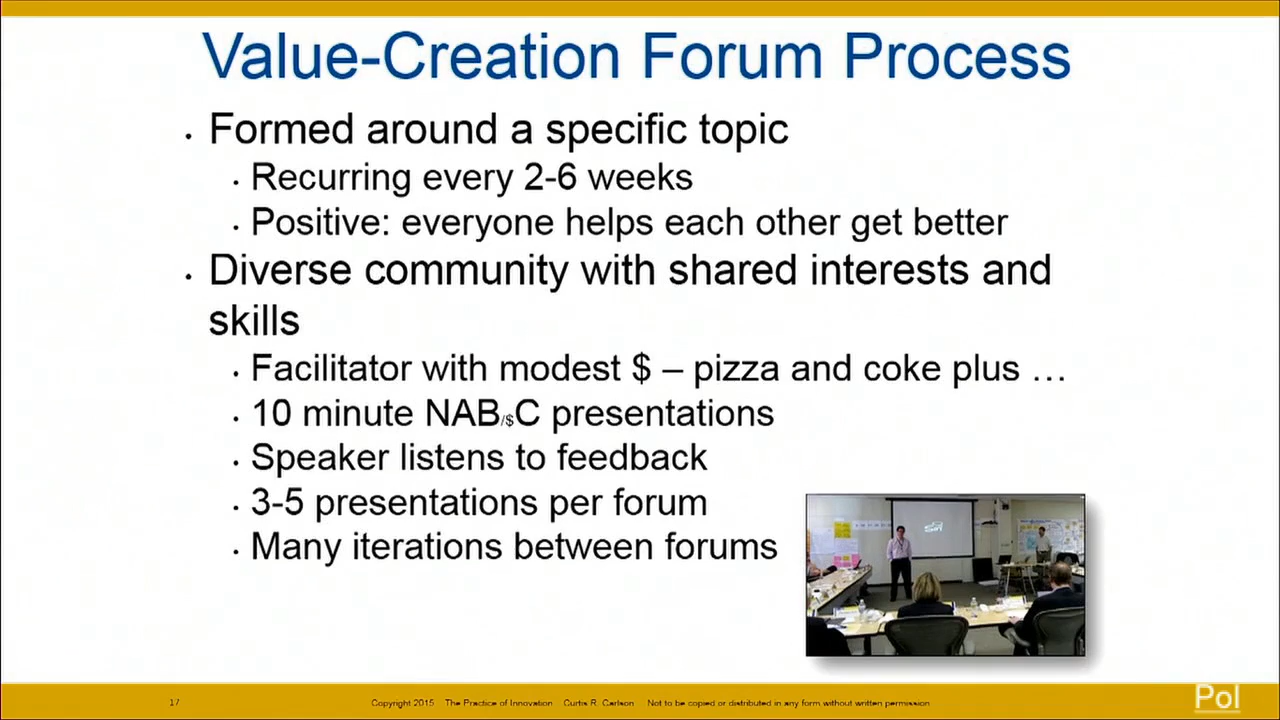 Value-Creation Forum Process
• Formed around a specific topic
• Recurring every 2-6 weeks
• Positive: everyone helps each other get better
• Diverse community with shared interests and
skills
• Facilitator with modest $ – pizza and coke plus …
• 10 minute NAB/$C presentations
• Speaker listens to feedback
• 3-5 presentations per forum
• Many iterations between forums
SRI
17 Copyright 2015 The Practice of Innovation Curtis R. Carlson Not to be copied or distributed in any form without written permission
Pol